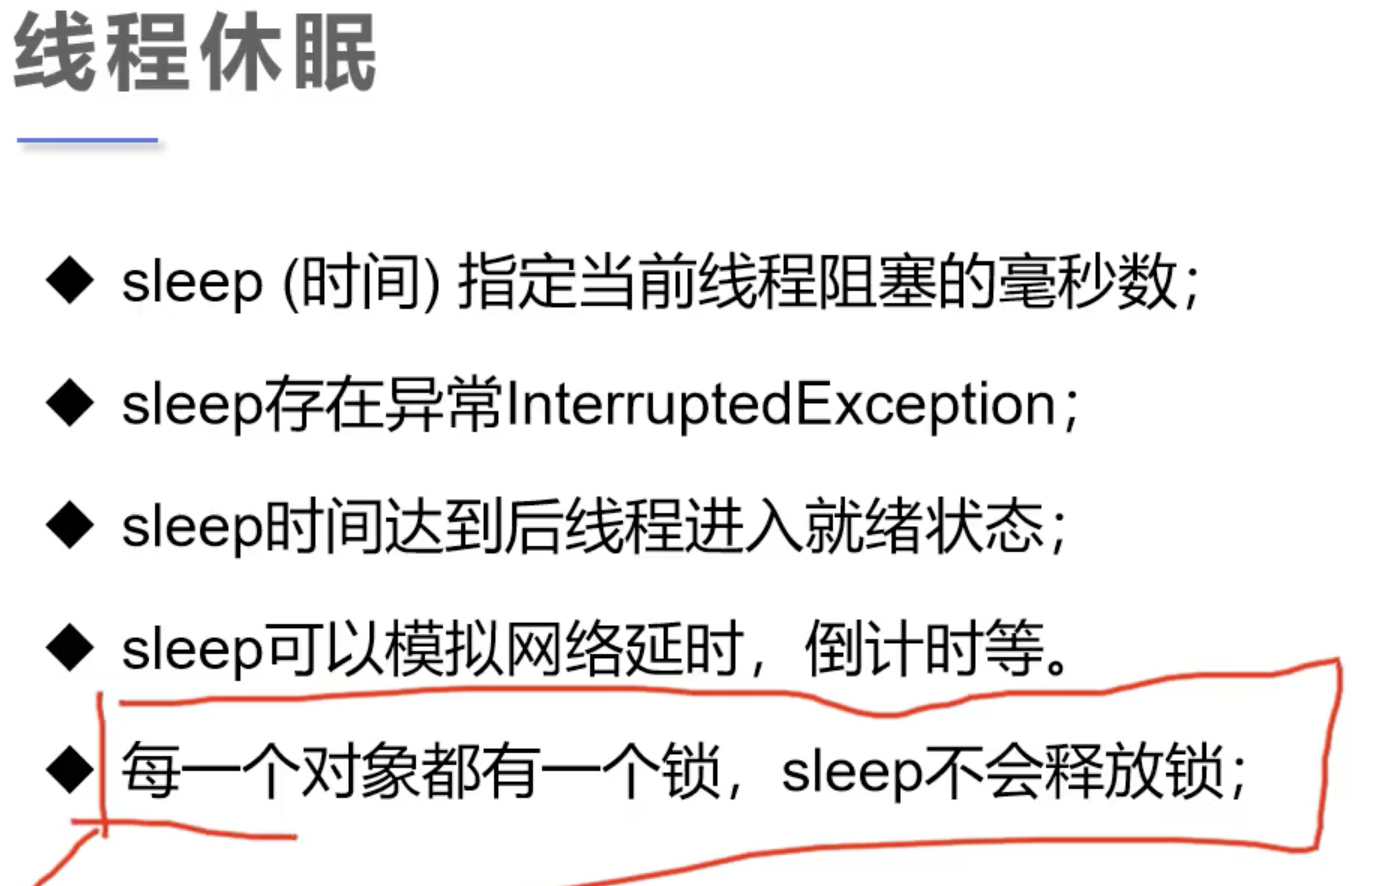 线程休眠
◆ sleep (时间) 指定当前线程阻塞的毫秒数；
◆ sleep存在异常InterruptedException；
◆ sleep时间达到后线程进入就绪状态；
◆ sleep可以模拟网络延时，倒计时等。
◆ 每一个对象都有一个锁，sleep不会释放锁；